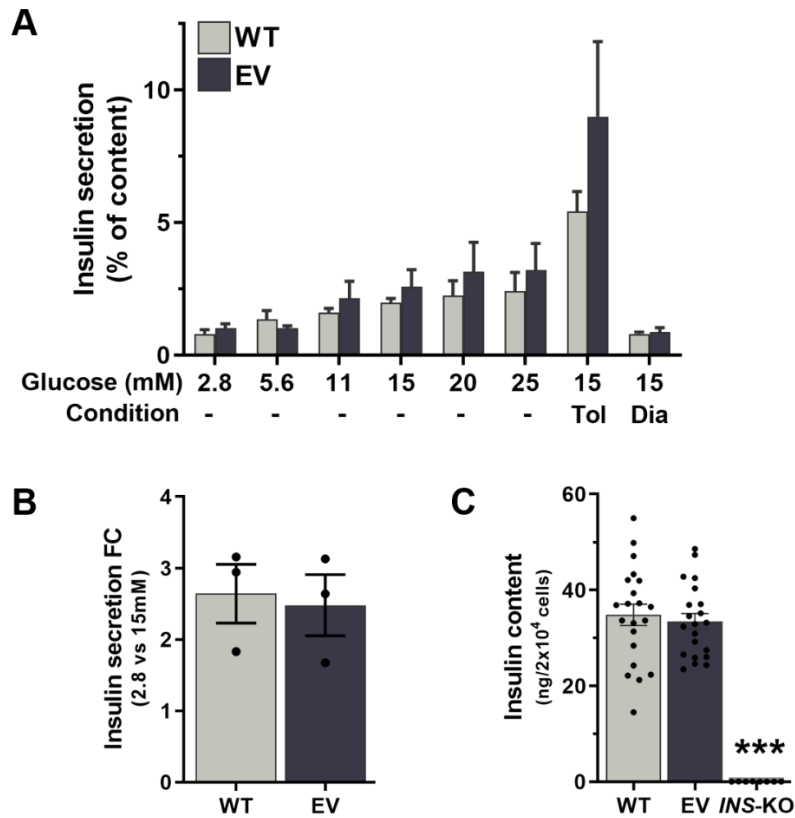 A
WT
EV
Insulin secretion
(% of content)
10
5
0
Glucose (mM) 2.8 5.6 11 15 20 25 15 15
Condition - - - - - - Tol Dia
B
Insulin secretion FC
(2.8 vs 15mM)
4
3
2
1
0
WT EV
C
Insulin content
(ng/2x10⁴ cells)
60
40
20
0
***
WT EV INS-KO